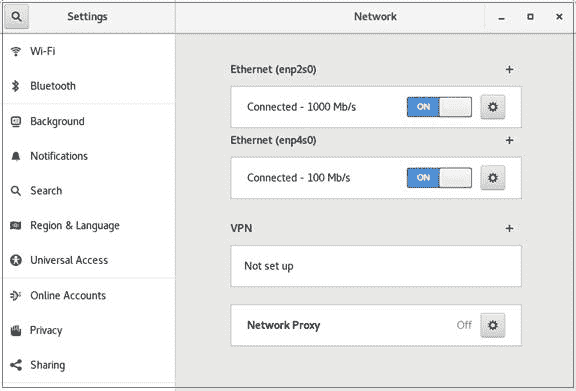 Settings
Network
Wi-Fi
Bluetooth
Background
Notifications
Search
Region & Language
Universal Access
Online Accounts
Privacy
Sharing
Ethernet (enp2s0)
Connected - 1000 Mb/s
ON
Ethernet (enp4s0)
Connected - 100 Mb/s
ON
VPN
Not set up
Network Proxy
Off